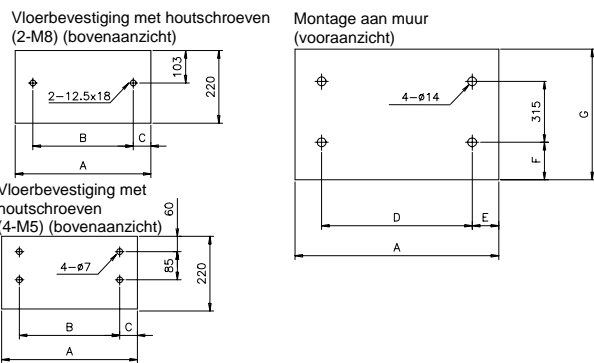 Vloerbevestiging met houtschroeven
(2-M8) (bovenaanzicht)
103
220
2-12.5x18
B
C
A
Vloerbevestiging met
houtschroeven
(4-M5) (bovenaanzicht)
60
85
220
4-ø7
B
C
A
Montage aan muur
(vooraanzicht)
4-ø14
315
G
F
D
E
A